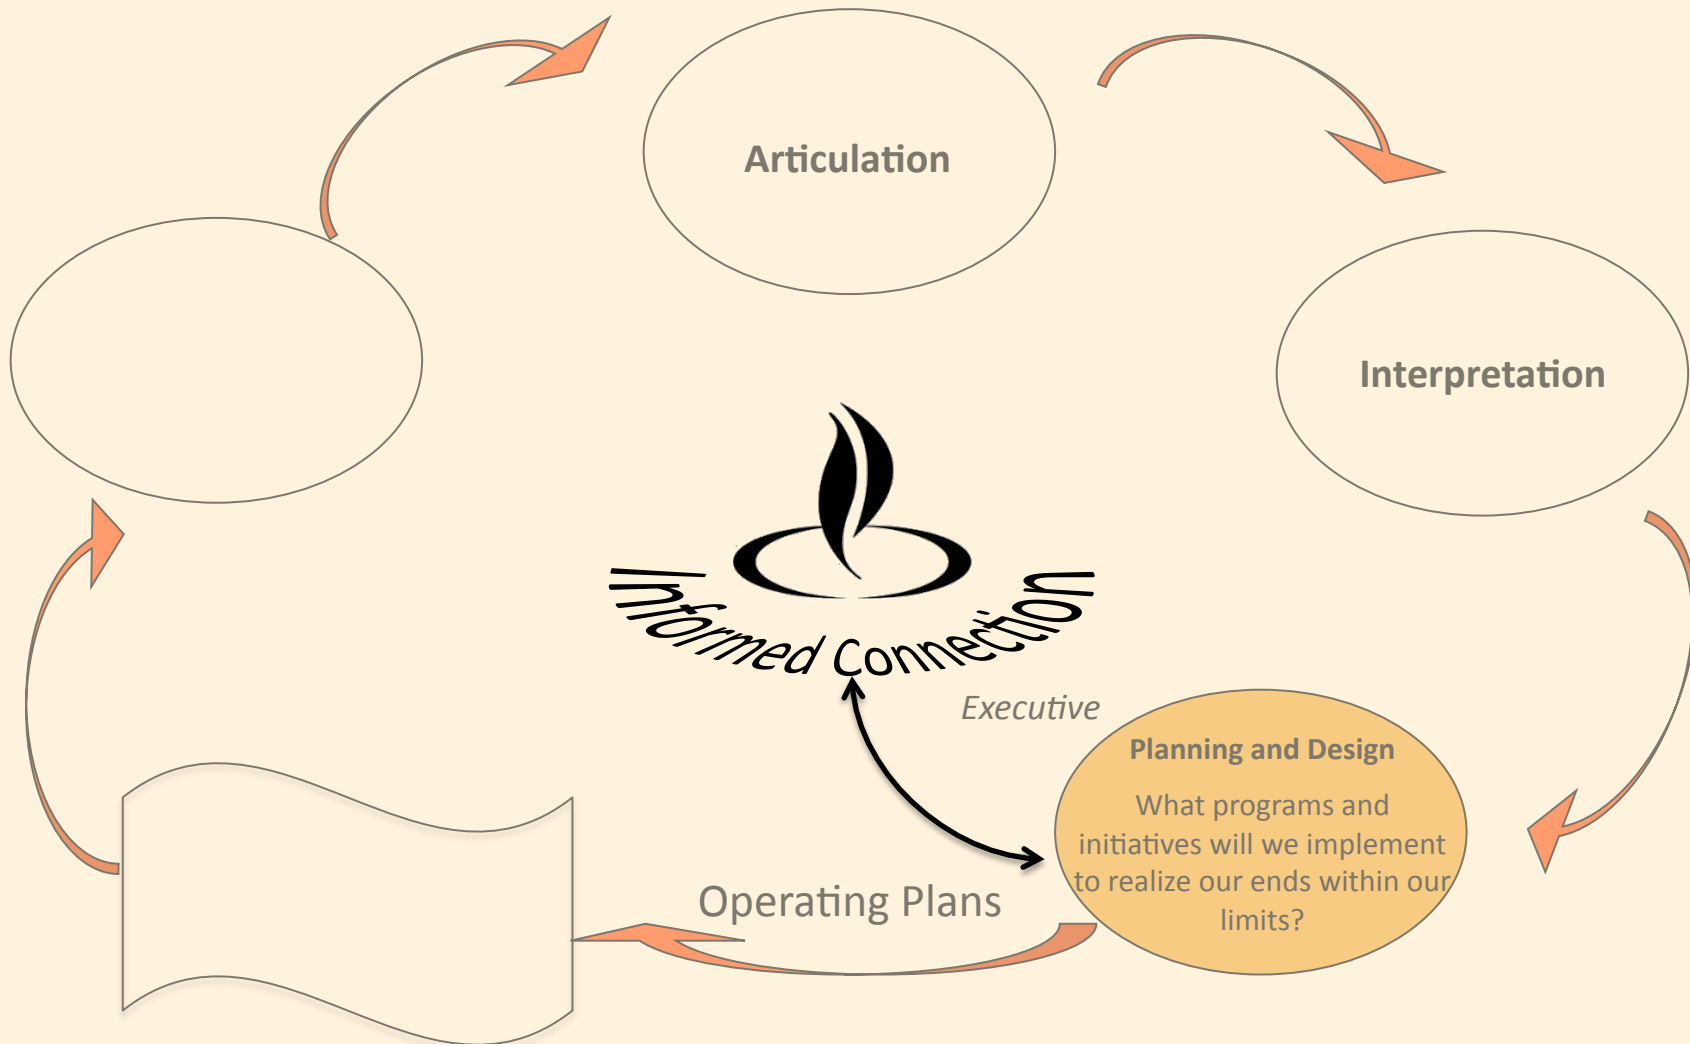 Articulation
Interpretation
Informed Connection
Executive
Planning and Design
What programs and
initiatives will we implement
to realize our ends within our
limits?
Operating Plans